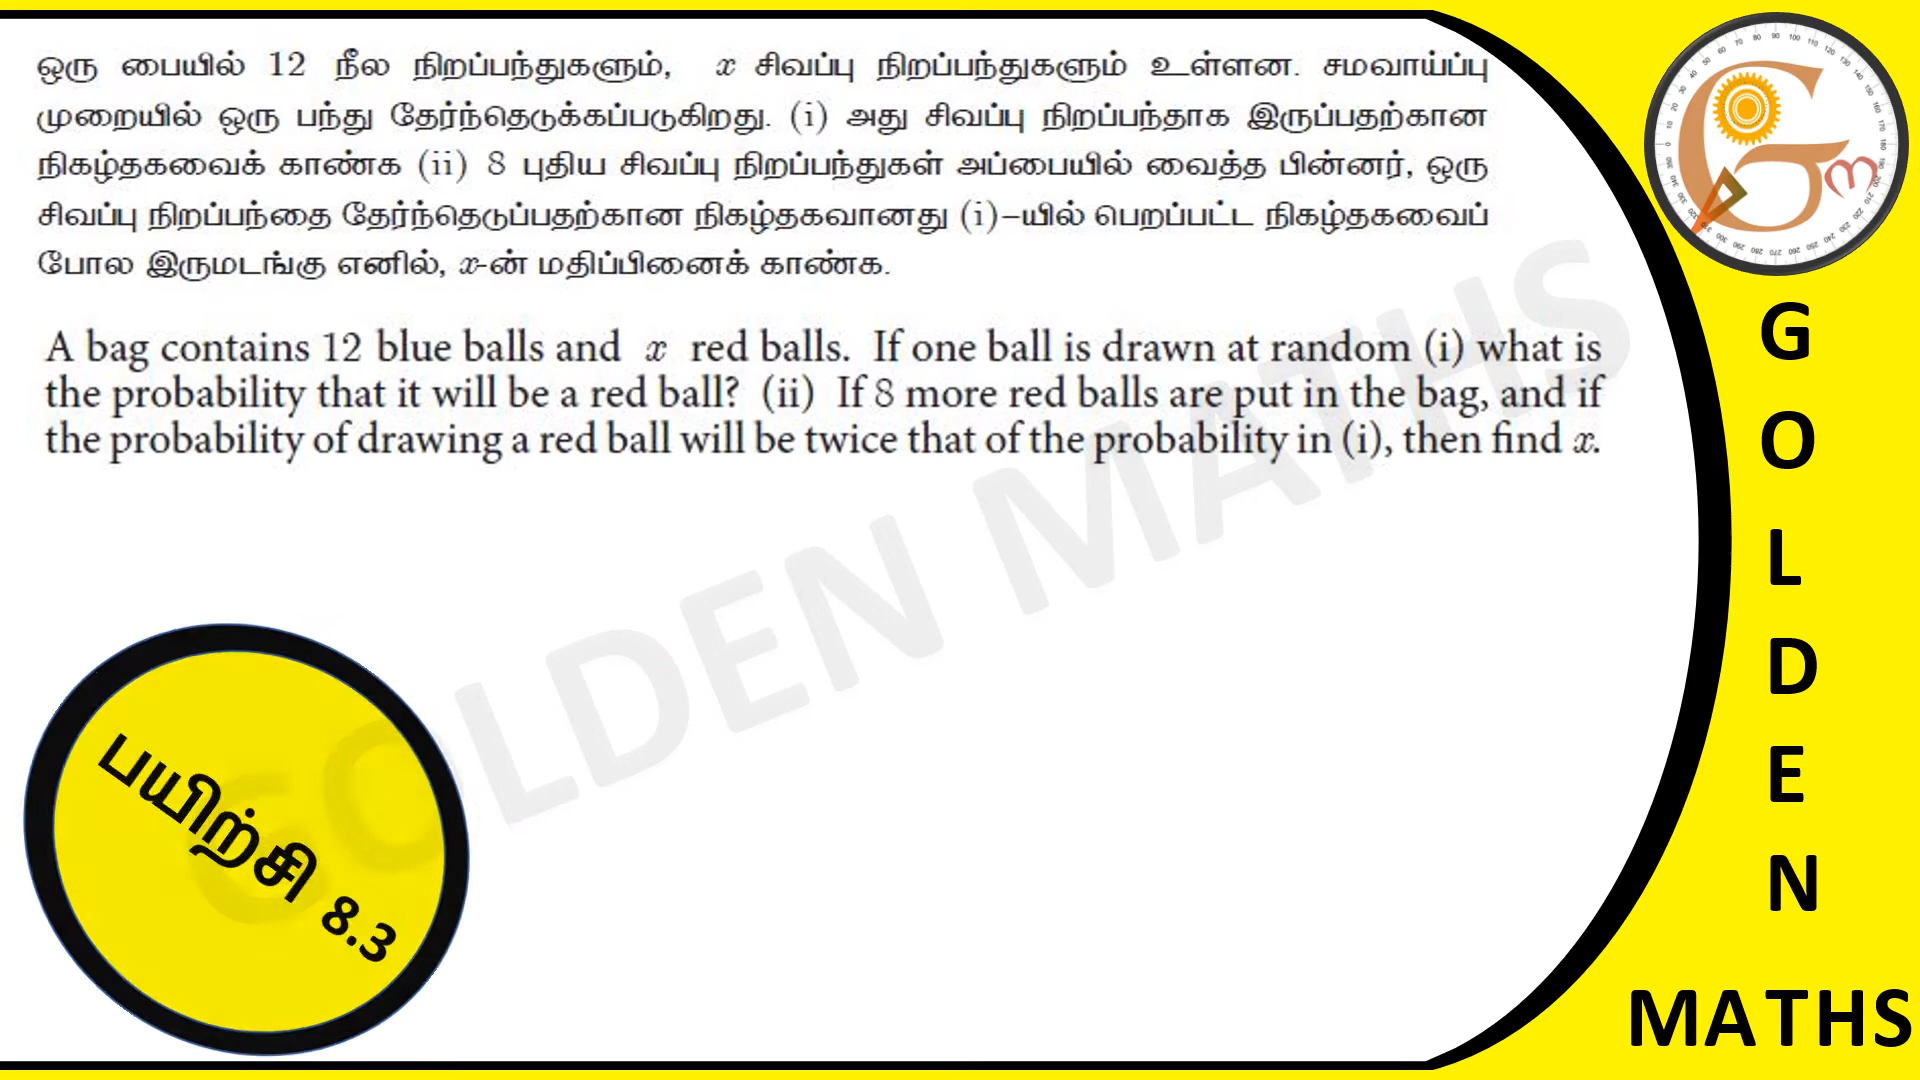 ஒரு பையில் 12 நீல நிறப்பந்துகளும், x சிவப்பு நிறப்பந்துகளும் உள்ளன. சமவாய்ப்பு
முறையில் ஒரு பந்து தேர்ந்தெடுக்கப்படுகிறது. (i) அது சிவப்பு நிறப்பந்தாக இருப்பதற்கான
நிகழ்தகவைக் காண்க (ii) 8 புதிய சிவப்பு நிறப்பந்துகள் அப்பையில் வைத்த பின்னர், ஒரு
சிவப்பு நிறப்பந்தை தேர்ந்தெடுப்பதற்கான நிகழ்தகவானது (i)–யில் பெறப்பட்ட நிகழ்தகவைப்
போல இருமடங்கு எனில், x-ன் மதிப்பினைக் காண்க.
A bag contains 12 blue balls and x red balls. If one ball is drawn at random (i) what is
the probability that it will be a red ball? (ii) If 8 more red balls are put in the bag, and if
the probability of drawing a red ball will be twice that of the probability in (i), then find x.
GOLDEN MATHS
பயிற்சி 8.3
G
O
L
D
E
N
MATHS